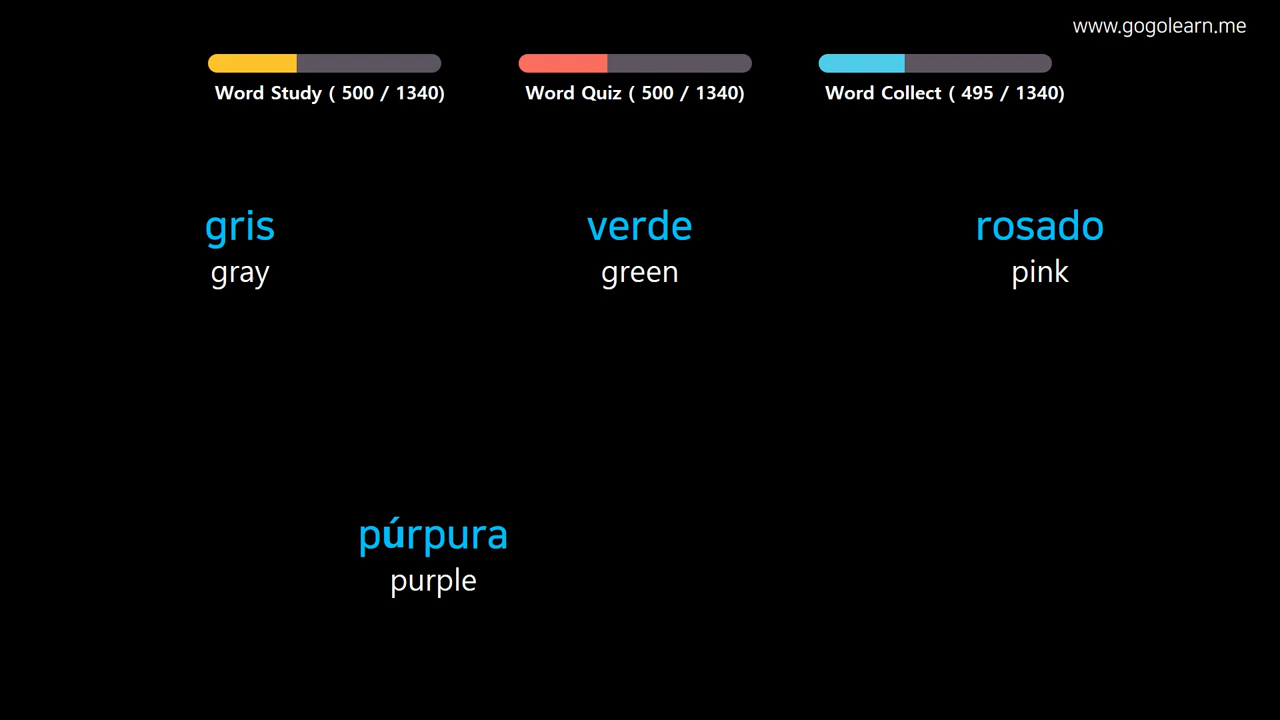 www.gogolearn.me
Word Study ( 500 / 1340)
Word Quiz ( 500 / 1340)
Word Collect ( 495 / 1340)
gris
gray
verde
green
rosado
pink
púrpura
purple